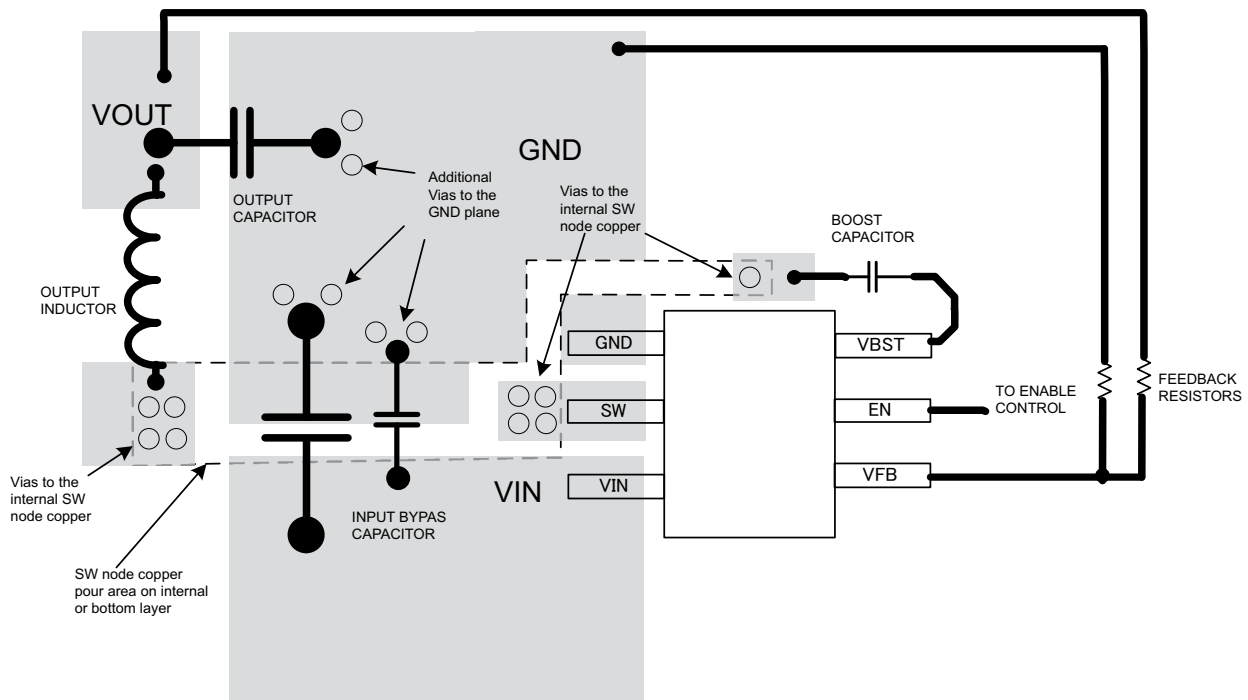 VOUT
GND
OUTPUT
CAPACITOR
Additional
Vias to the
GND plane
Vias to the
internal SW
node copper
BOOST
CAPACITOR
OUTPUT
INDUCTOR
GND
VBST
SW
EN
TO ENABLE
CONTROL
FEEDBACK
RESISTORS
VIN
VIN
VFB
Vias to the
internal SW
node copper
INPUT BYPAS
CAPACITOR
SW node copper
pour area on internal
or bottom layer